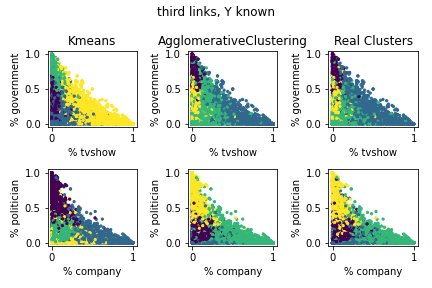 third links, Y known
Kmeans
AgglomerativeClustering
Real Clusters
% government
1.0
0.5
0.0
0
1
% tvshow
% government
1.0
0.5
0.0
0
1
% tvshow
% government
1.0
0.5
0.0
0
1
% tvshow
% politician
1.0
0.5
0.0
0
1
% company
% politician
1.0
0.5
0.0
0
1
% company
% politician
1.0
0.5
0.0
0
1
% company